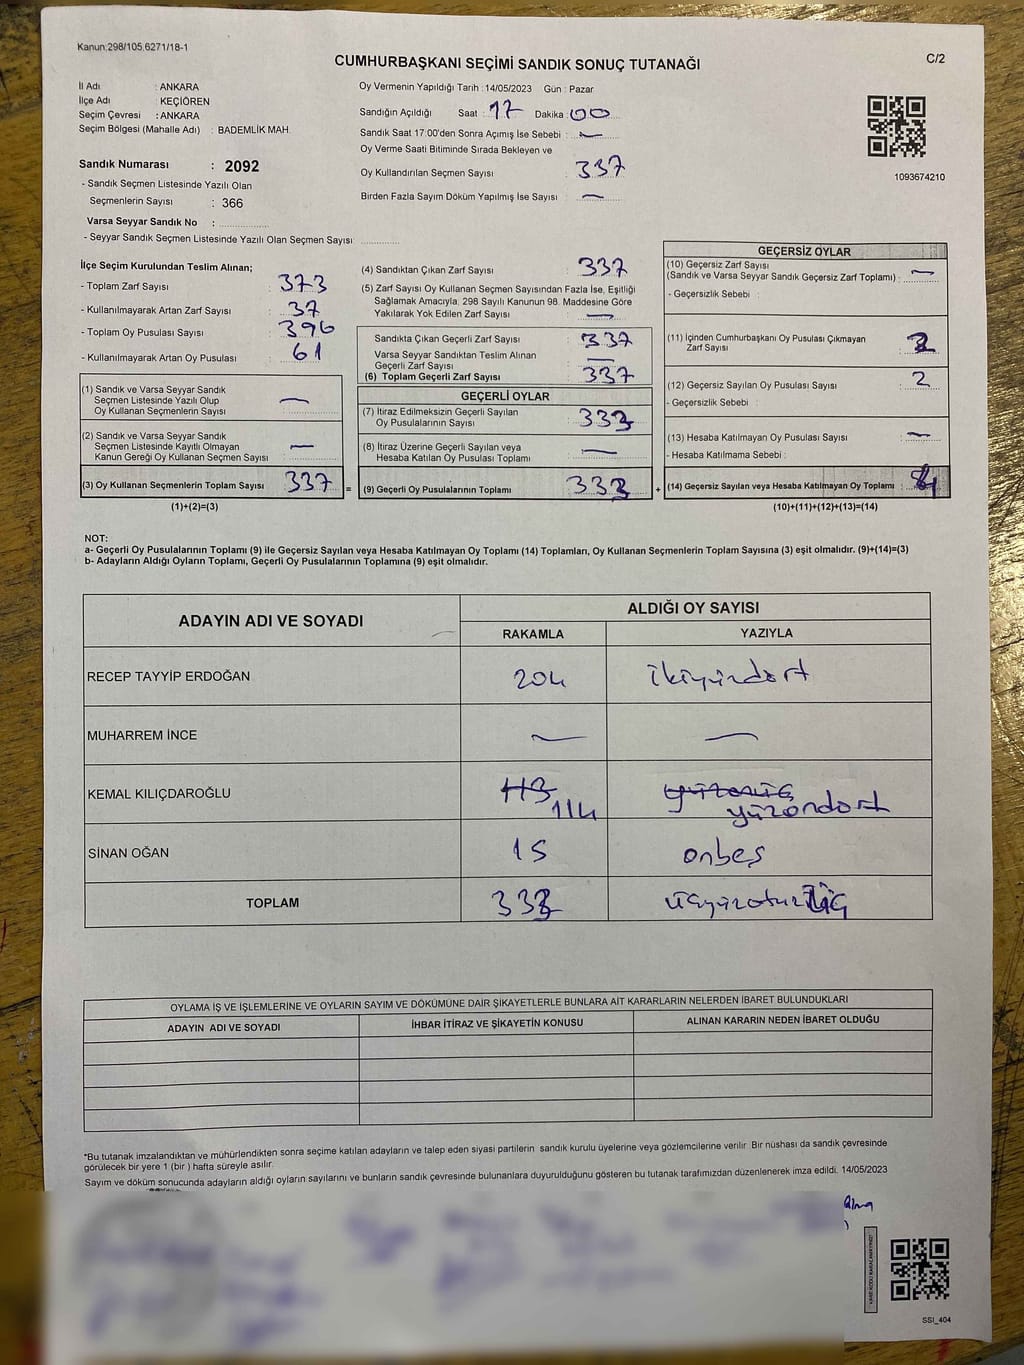 Kanun:298/105,6271/18-1
C/2
CUMHURBAŞKANI SEÇİMİ SANDIK SONUÇ TUTANAĞI
İl Adı : ANKARA
İlçe Adı : KEÇİÖREN
Seçim Çevresi : ANKARA
Seçim Bölgesi (Mahalle Adı) : BADEMLİK MAH.
Sandık Numarası : 2092
- Sandık Seçmen Listesinde Yazılı Olan
Seçmenlerin Sayısı : 366
Varsa Seyyar Sandık No :
- Seyyar Sandık Seçmen Listesinde Yazılı Olan Seçmen Sayısı
Oy Vermenin Yapıldığı Tarih : 14/05/2023 Gün : Pazar
Sandığın Açıldığı Saat : 17 Dakika : 00
Sandık Saat 17:00'den Sonra Açımış İse Sebebi : —
Oy Verme Saati Bitiminde Sırada Bekleyen ve
Oy Kullandırılan Seçmen Sayısı : 337
Birden Fazla Sayım Döküm Yapılmış İse Sayısı : —
1093674210
İlçe Seçim Kurulundan Teslim Alınan;
- Toplam Zarf Sayısı : 373
- Kullanılmayarak Artan Zarf Sayısı : 37
- Toplam Oy Pusulası Sayısı : 396
- Kullanılmayarak Artan Oy Pusulası : 61
(1) Sandık ve Varsa Seyyar Sandık
Seçmen Listesinde Yazılı Olup
Oy Kullanan Seçmenlerin Sayısı : —
(2) Sandık ve Varsa Seyyar Sandık
Seçmen Listesinde Kayıtlı Olmayan
Kanun Gereği Oy Kullanan Seçmen Sayısı : —
(3) Oy Kullanan Seçmenlerin Toplam Sayısı : 337 =
(1)+(2)=(3)
(4) Sandıktan Çıkan Zarf Sayısı : 337
(5) Zarf Sayısı Oy Kullanan Seçmen Sayısından Fazla İse, Eşitliği
Sağlamak Amacıyla, 298 Sayılı Kanunun 98. Maddesine Göre
Yakılarak Yok Edilen Zarf Sayısı : —
Sandıkta Çıkan Geçerli Zarf Sayısı : 337
Varsa Seyyar Sandıktan Teslim Alınan
Geçerli Zarf Sayısı : —
(6) Toplam Geçerli Zarf Sayısı : 337
GEÇERLİ OYLAR
(7) İtiraz Edilmeksizin Geçerli Sayılan
Oy Pusulalarının Sayısı : 333
(8) İtiraz Üzerine Geçerli Sayılan veya
Hesaba Katılan Oy Pusulası Toplamı : —
(9) Geçerli Oy Pusulalarının Toplamı : 333 +
GEÇERSİZ OYLAR
(10) Geçersiz Zarf Sayısı
(Sandık ve Varsa Seyyar Sandık Geçersiz Zarf Toplamı) : —
- Geçersizlik Sebebi :
(11) İçinden Cumhurbaşkanı Oy Pusulası Çıkmayan
Zarf Sayısı :
(12) Geçersiz Sayılan Oy Pusulası Sayısı : 2
- Geçersizlik Sebebi :
(13) Hesaba Katılmayan Oy Pusulası Sayısı : —
- Hesaba Katılmama Sebebi :
(14) Geçersiz Sayılan veya Hesaba Katılmayan Oy Toplamı :
(10)+(11)+(12)+(13)=(14)
NOT:
a- Geçerli Oy Pusulalarının Toplamı (9) ile Geçersiz Sayılan veya Hesaba Katılmayan Oy Toplamı (14) Toplamları, Oy Kullanan Seçmenlerin Toplam Sayısına (3) eşit olmalıdır. (9)+(14)=(3)
b- Adayların Aldığı Oyların Toplamı, Geçerli Oy Pusulalarının Toplamına (9) eşit olmalıdır.
ADAYIN ADI VE SOYADI ALDIĞI OY SAYISI
RAKAMLA YAZIYLA
RECEP TAYYİP ERDOĞAN 204 ikiyüzdört
MUHARREM İNCE — —
KEMAL KILIÇDAROĞLU 113 yüzonüç
114 yüzondört
SİNAN OĞAN 15 onbeş
TOPLAM 333 üçyüzotuzüç
OYLAMA İŞ VE İŞLEMLERİNE VE OYLARIN SAYIM VE DÖKÜMÜNE DAİR ŞİKAYETLERLE BUNLARA AİT KARARLARIN NELERDEN İBARET BULUNDUKLARI
ADAYIN ADI VE SOYADI İHBAR İTİRAZ VE ŞİKAYETİN KONUSU ALINAN KARARIN NEDEN İBARET OLDUĞU
*Bu tutanak imzalandıktan ve mühürlendikten sonra seçime katılan adayların ve talep eden siyasi partilerin sandık kurulu üyelerine veya gözlemcilerine verilir. Bir nüshası da sandık çevresinde
görülecek bir yere 1 (bir ) hafta süreyle asılır.
Sayım ve döküm sonucunda adayların aldığı oyların sayılarını ve bunların sandık çevresinde bulunanlara duyurulduğunu gösteren bu tutanak tarafımızdan düzenlenerek imza edildi. 14/05/2023
SSI_404